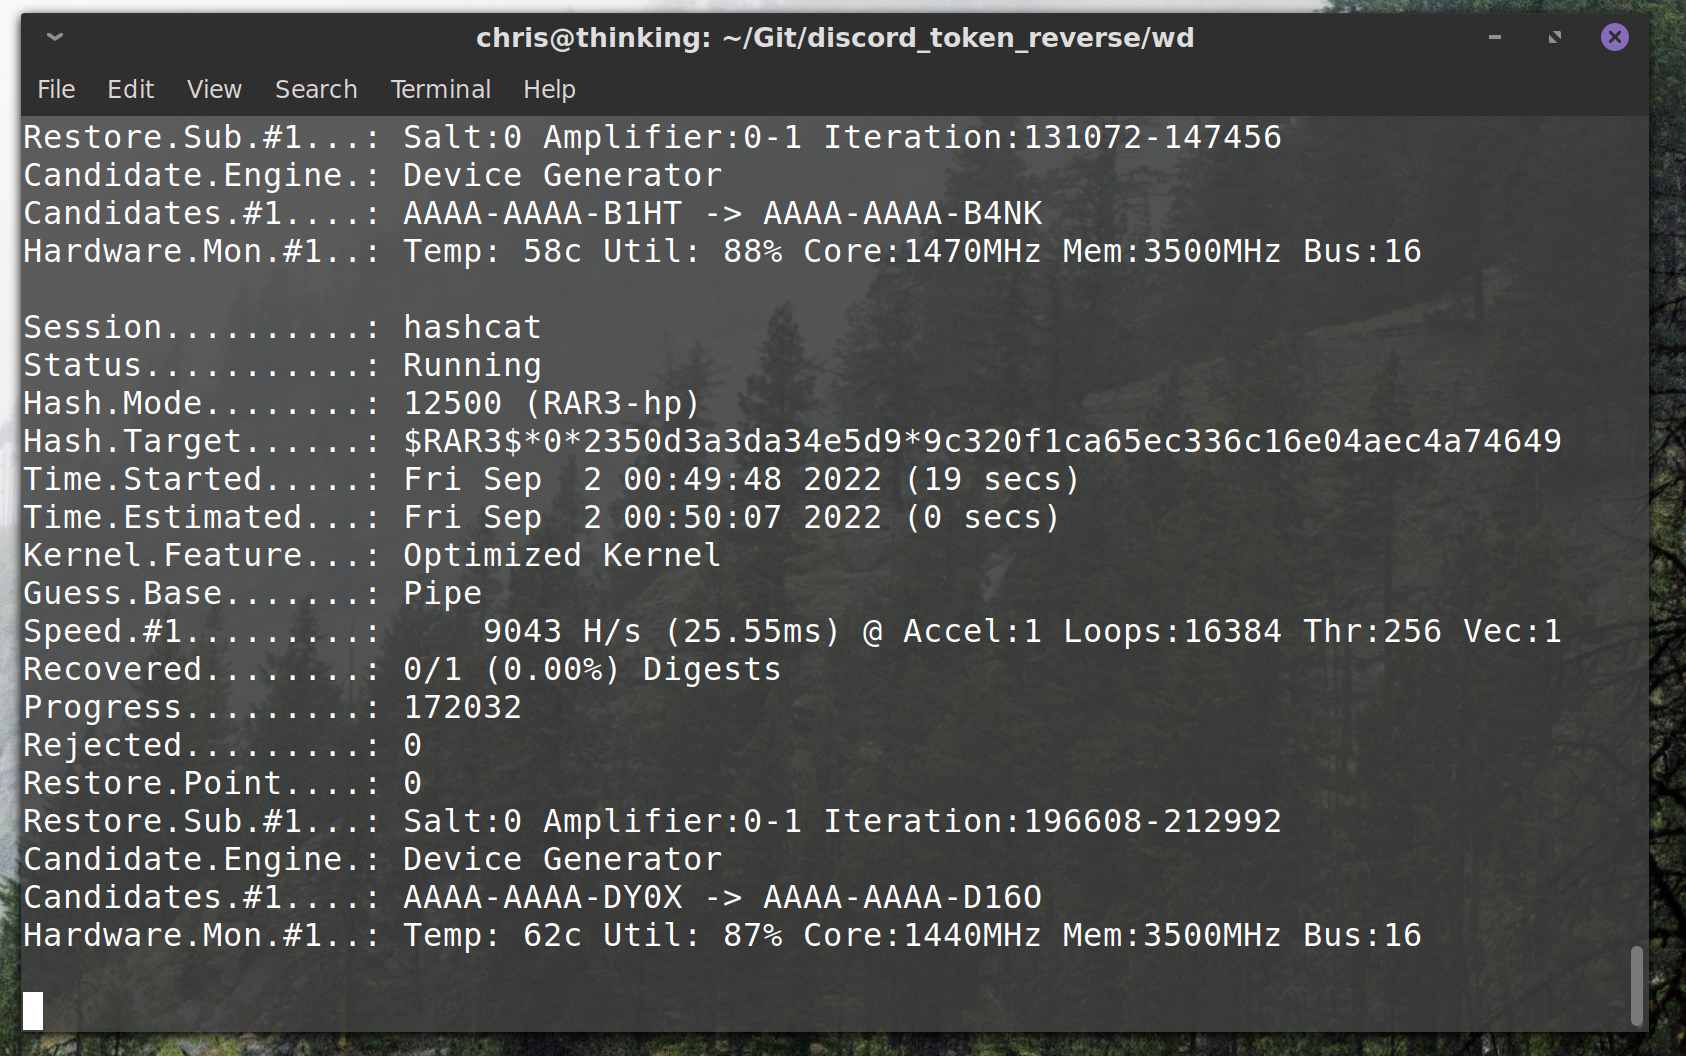 chris@thinking: ~/Git/discord_token_reverse/wd
File Edit View Search Terminal Help
Restore.Sub.#1...: Salt:0 Amplifier:0-1 Iteration:131072-147456
Candidate.Engine.: Device Generator
Candidates.#1....: AAAA-AAAA-B1HT -> AAAA-AAAA-B4NK
Hardware.Mon.#1..: Temp: 58c Util: 88% Core:1470MHz Mem:3500MHz Bus:16
Session..........: hashcat
Status...........: Running
Hash.Mode........: 12500 (RAR3-hp)
Hash.Target......: $RAR3$*0*2350d3a3da34e5d9*9c320f1ca65ec336c16e04aec4a74649
Time.Started.....: Fri Sep  2 00:49:48 2022 (19 secs)
Time.Estimated...: Fri Sep  2 00:50:07 2022 (0 secs)
Kernel.Feature...: Optimized Kernel
Guess.Base.......: Pipe
Speed.#1.........:     9043 H/s (25.55ms) @ Accel:1 Loops:16384 Thr:256 Vec:1
Recovered........: 0/1 (0.00%) Digests
Progress.........: 172032
Rejected.........: 0
Restore.Point....: 0
Restore.Sub.#1...: Salt:0 Amplifier:0-1 Iteration:196608-212992
Candidate.Engine.: Device Generator
Candidates.#1....: AAAA-AAAA-DY0X -> AAAA-AAAA-D16O
Hardware.Mon.#1..: Temp: 62c Util: 87% Core:1440MHz Mem:3500MHz Bus:16